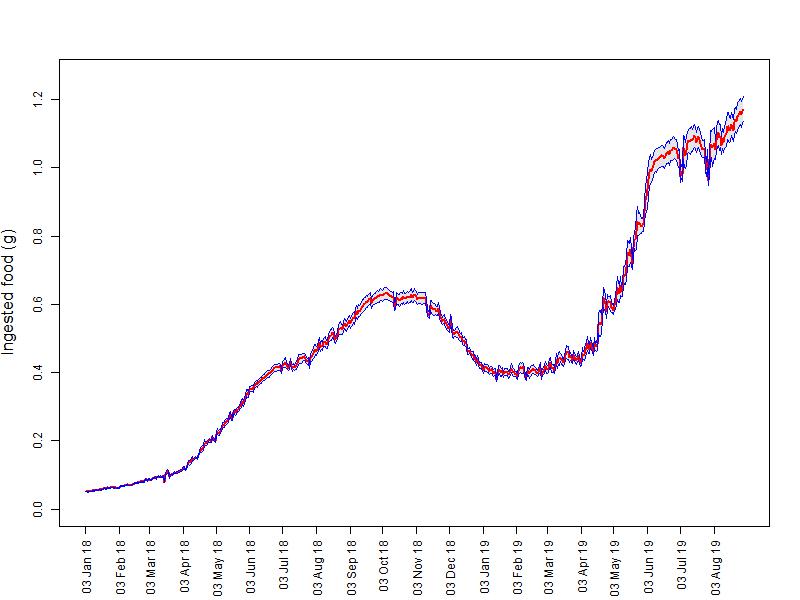 Ingested food (g)
1.2
1.0
0.8
0.6
0.4
0.2
0.0
03 Jan 18
03 Feb 18
03 Mar 18
03 Apr 18
03 May 18
03 Jun 18
03 Jul 18
03 Aug 18
03 Sep 18
03 Oct 18
03 Nov 18
03 Dec 18
03 Jan 19
03 Feb 19
03 Mar 19
03 Apr 19
03 May 19
03 Jun 19
03 Jul 19
03 Aug 19